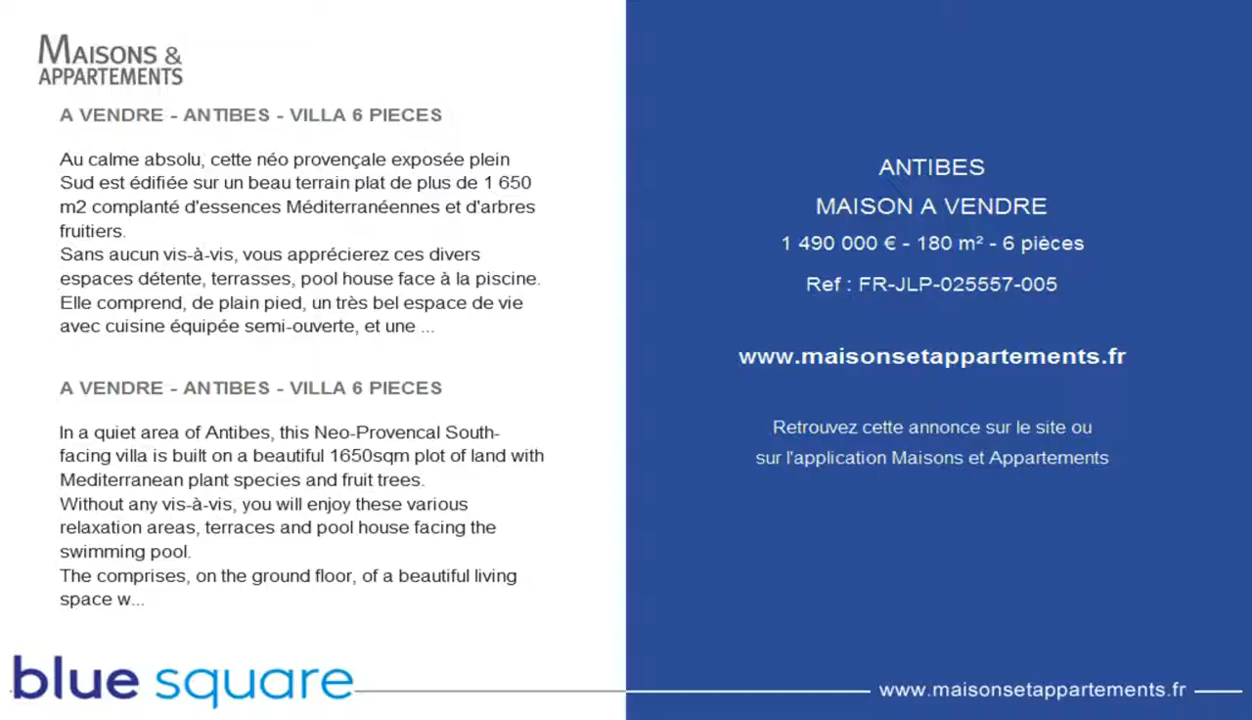 MAISONS &
APPARTEMENTS
A VENDRE - ANTIBES - VILLA 6 PIECES
Au calme absolu, cette néo provençale exposée plein
Sud est édifiée sur un beau terrain plat de plus de 1 650
m2 complanté d'essences Méditerranéennes et d'arbres
fruitiers.
Sans aucun vis-à-vis, vous apprécierez ces divers
espaces détente, terrasses, pool house face à la piscine.
Elle comprend, de plain pied, un très bel espace de vie
avec cuisine équipée semi-ouverte, et une ...
A VENDRE - ANTIBES - VILLA 6 PIECES
In a quiet area of Antibes, this Neo-Provencal South-
facing villa is built on a beautiful 1650sqm plot of land with
Mediterranean plant species and fruit trees.
Without any vis-à-vis, you will enjoy these various
relaxation areas, terraces and pool house facing the
swimming pool.
The comprises, on the ground floor, of a beautiful living
space w...
blue square
ANTIBES
MAISON A VENDRE
1 490 000 € - 180 m² - 6 pièces
Ref : FR-JLP-025557-005
www.maisonsetappartements.fr
Retrouvez cette annonce sur le site ou
sur l'application Maisons et Appartements
www.maisonsetappartements.fr